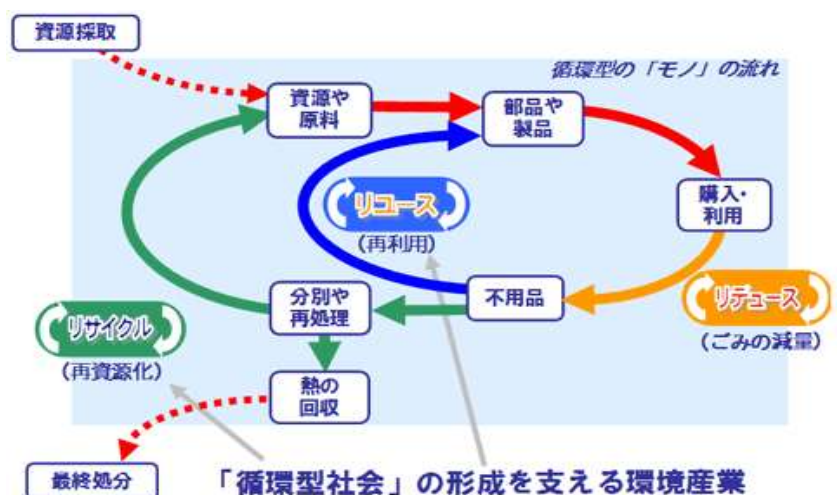 資源採取
循環型の「モノ」の流れ
資源や
原料
部品や
製品
購入・
利用
リユース
(再利用)
分別や
再処理
不用品
リデュース
(ごみの減量)
リサイクル
(再資源化)
熱の
回収
最終処分
「循環型社会」の形成を支える環境産業